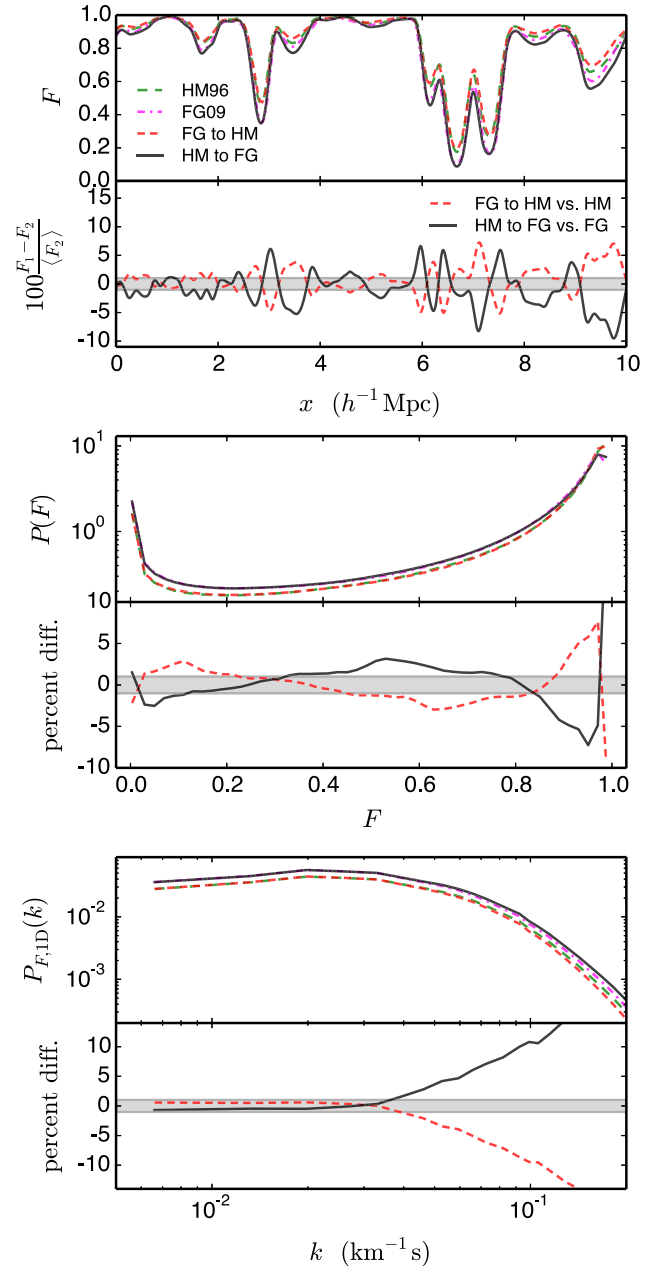 1.0
0.8
0.6
0.4
0.2
0.0
F
HM96
FG09
FG to HM
HM to FG
15
10
5
0
-5
-10
100 (F₁ − F₂) / ⟨F₂⟩
FG to HM vs. HM
HM to FG vs. FG
0 2 4 6 8 10
x (h⁻¹ Mpc)
10¹
10⁰
10
P(F)
5
0
-5
-10
percent diff.
0.0 0.2 0.4 0.6 0.8 1.0
F
10⁻²
10⁻³
P_{F,1D}(k)
10
5
0
-5
-10
percent diff.
10⁻² 10⁻¹
k (km⁻¹ s)